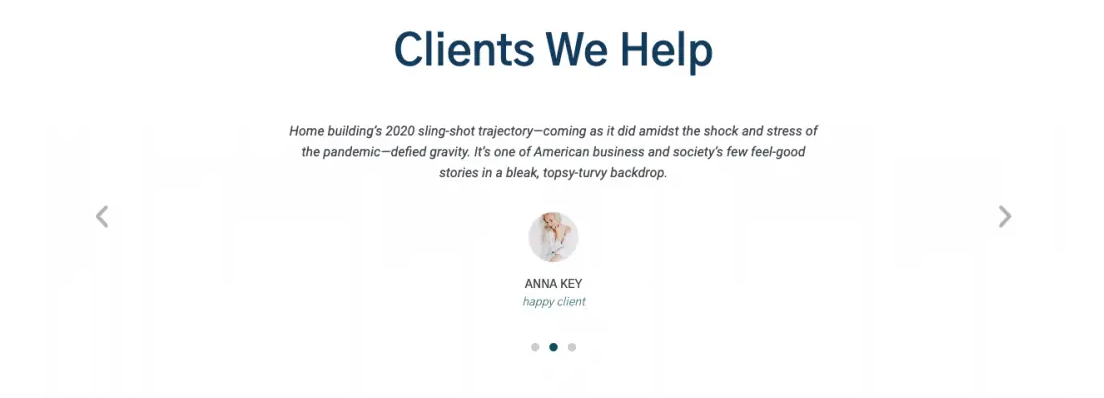 Clients We Help
Home building's 2020 sling-shot trajectory—coming as it did amidst the shock and stress of
the pandemic—defied gravity. It's one of American business and society's few feel-good
stories in a bleak, topsy-turvy backdrop.
ANNA KEY
happy client